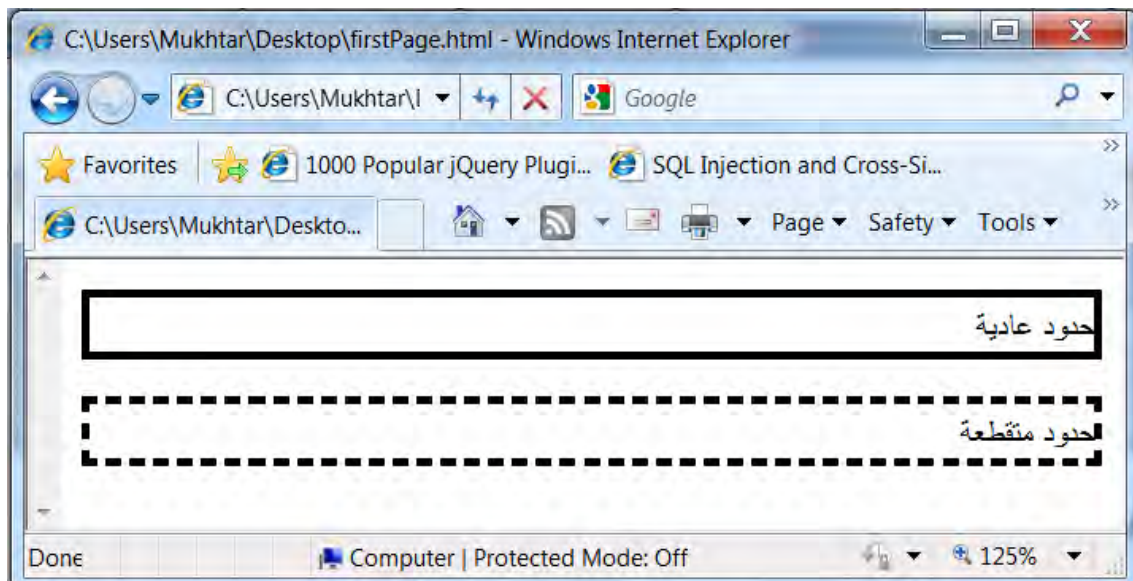 C:\Users\Mukhtar\Desktop\firstPage.html - Windows Internet Explorer
C:\Users\Mukhtar\ Google
Favorites 1000 Popular jQuery Plugi... SQL Injection and Cross-Si...
C:\Users\Mukhtar\Deskto... Page Safety Tools
حدود عادية
حدود متقطعة
Done Computer | Protected Mode: Off 125%